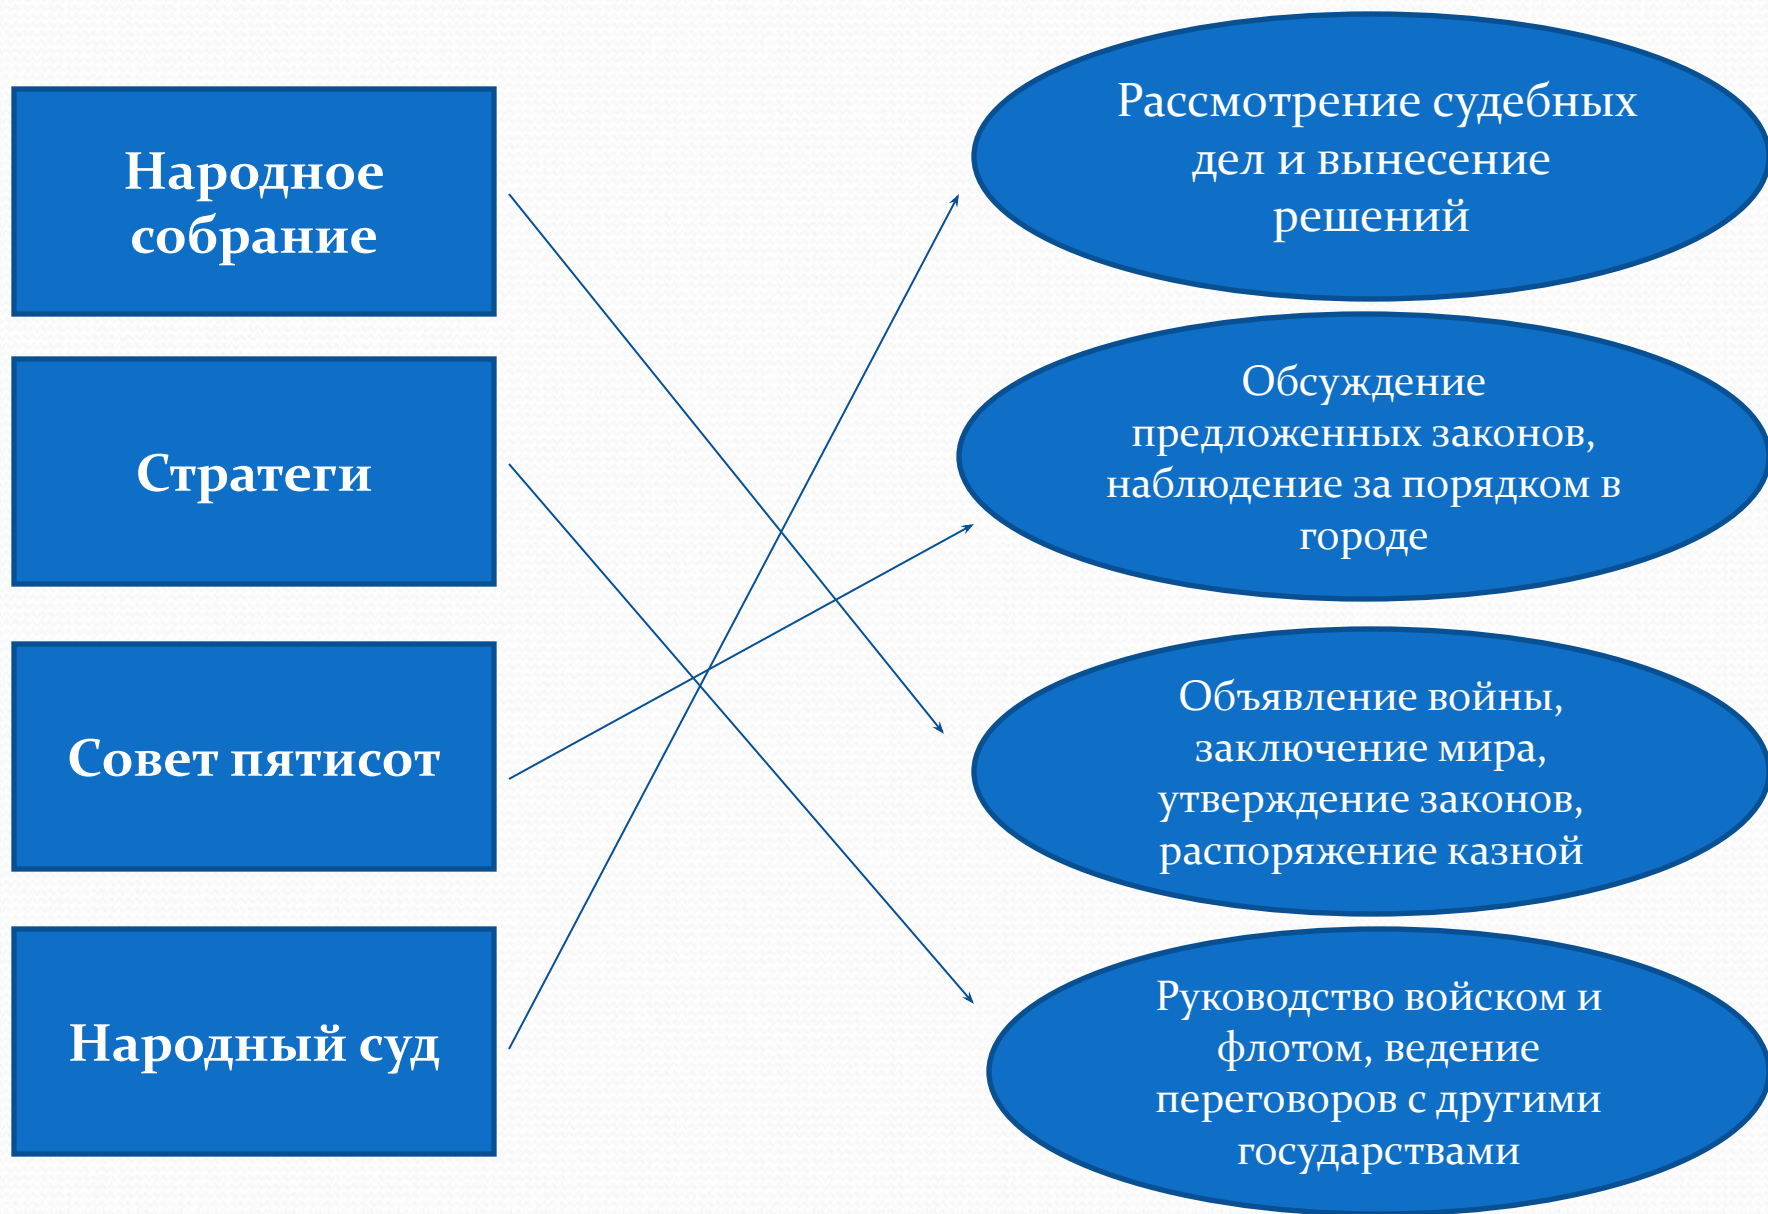 Народное
собрание
Стратеги
Совет пятисот
Народный суд
Рассмотрение судебных
дел и вынесение
решений
Обсуждение
предложенных законов,
наблюдение за порядком в
городе
Объявление войны,
заключение мира,
утверждение законов,
распоряжение казной
Руководство войском и
флотом, ведение
переговоров с другими
государствами